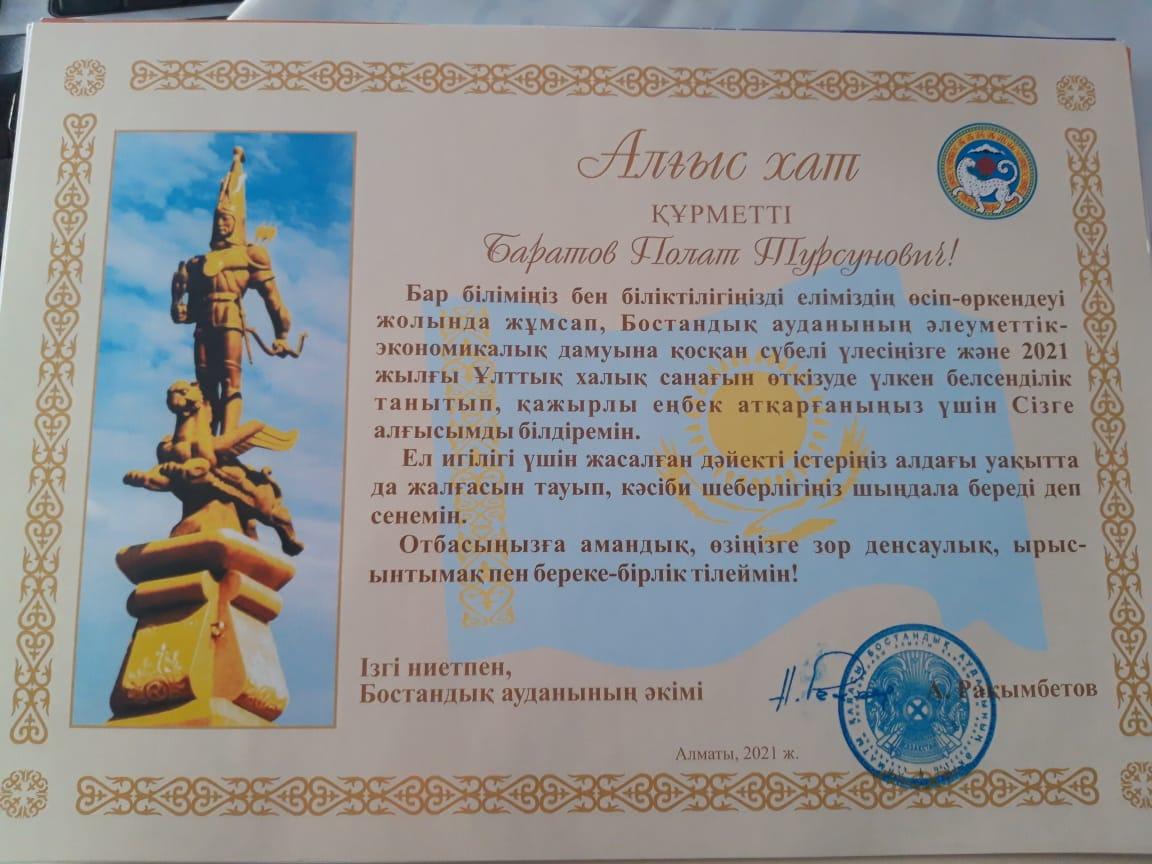 Алғыс хат
ҚҰРМЕТТІ
Баратов Полат Турсунович!
Бар біліміңіз бен біліктілігіңізді еліміздің өсіп-өркендеуі
жолында жұмсап, Бостандық ауданының әлеуметтік-
экономикалық дамуына қосқан сүбелі үлесіңізге және 2021
жылғы Ұлттық халық санағын өткізуде үлкен белсенділік
танытып, қажырлы еңбек атқарғаныңыз үшін Сізге
алғысымды білдіремін.
Ел игілігі үшін жасалған дәйекті істеріңіз алдағы уақытта
да жалғасын тауып, кәсіби шеберлігіңіз шыңдала береді деп
сенемін.
Отбасыңызға амандық, өзіңізге зор денсаулық, ырыс-
ынтымақ пен береке-бірлік тілеймін!
Ізгі ниетпен,
Бостандық ауданының әкімі
А. Рақымбетов
Алматы, 2021 ж.